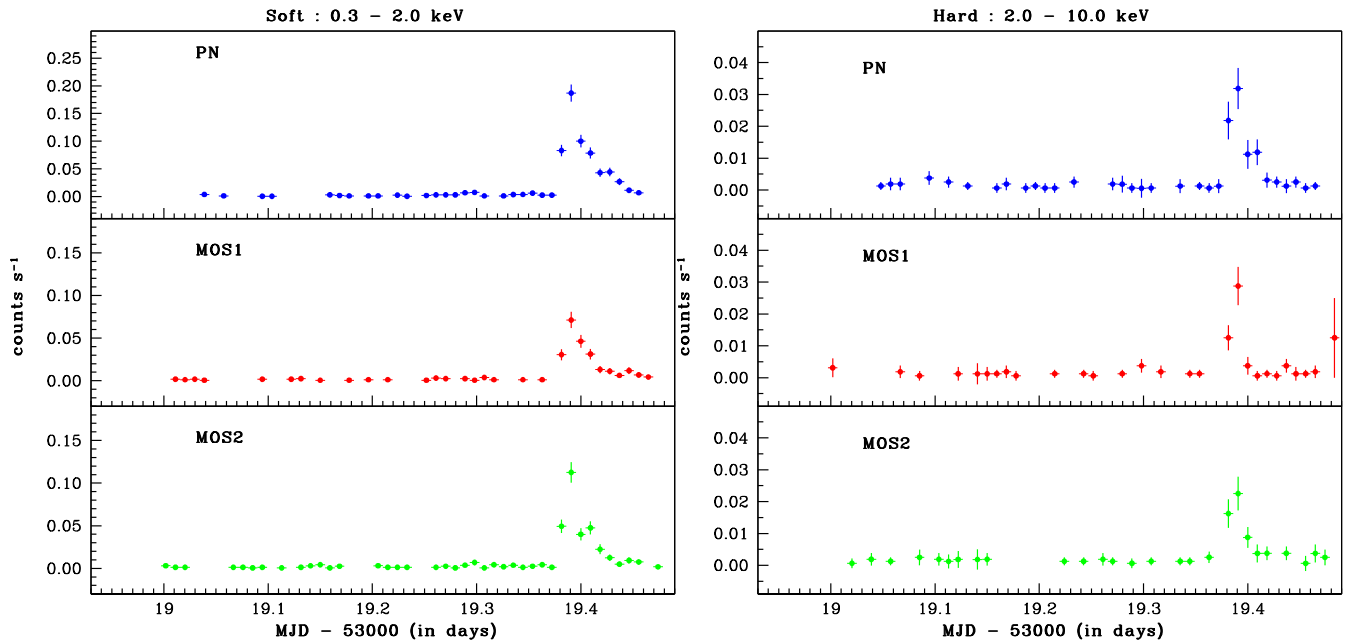 Soft : 0.3 – 2.0 keV
PN
0.25
0.20
0.15
0.10
0.05
0.00
MOS1
0.15
0.10
0.05
0.00
MOS2
0.15
0.10
0.05
0.00
counts s⁻¹
19 19.1 19.2 19.3 19.4
MJD – 53000 (in days)
Hard : 2.0 – 10.0 keV
PN
0.04
0.03
0.02
0.01
0.00
MOS1
0.04
0.03
0.02
0.01
0.00
MOS2
0.04
0.03
0.02
0.01
0.00
counts s⁻¹
19 19.1 19.2 19.3 19.4
MJD – 53000 (in days)